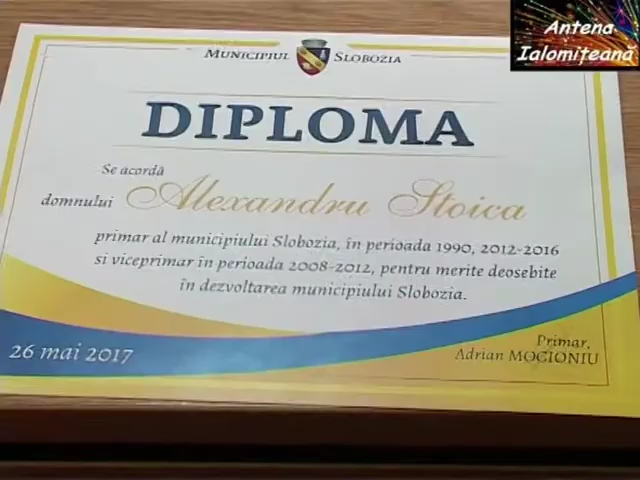 Antena
Ialomițeană
Municipiul Slobozia
DIPLOMA
Se acordă
domnului Alexandru Stoica
primar al municipiului Slobozia, în perioada 1990, 2012-2016
si viceprimar în perioada 2008-2012, pentru merite deosebite
în dezvoltarea municipiului Slobozia.
Primar,
26 mai 2017 Adrian MOCIONIU